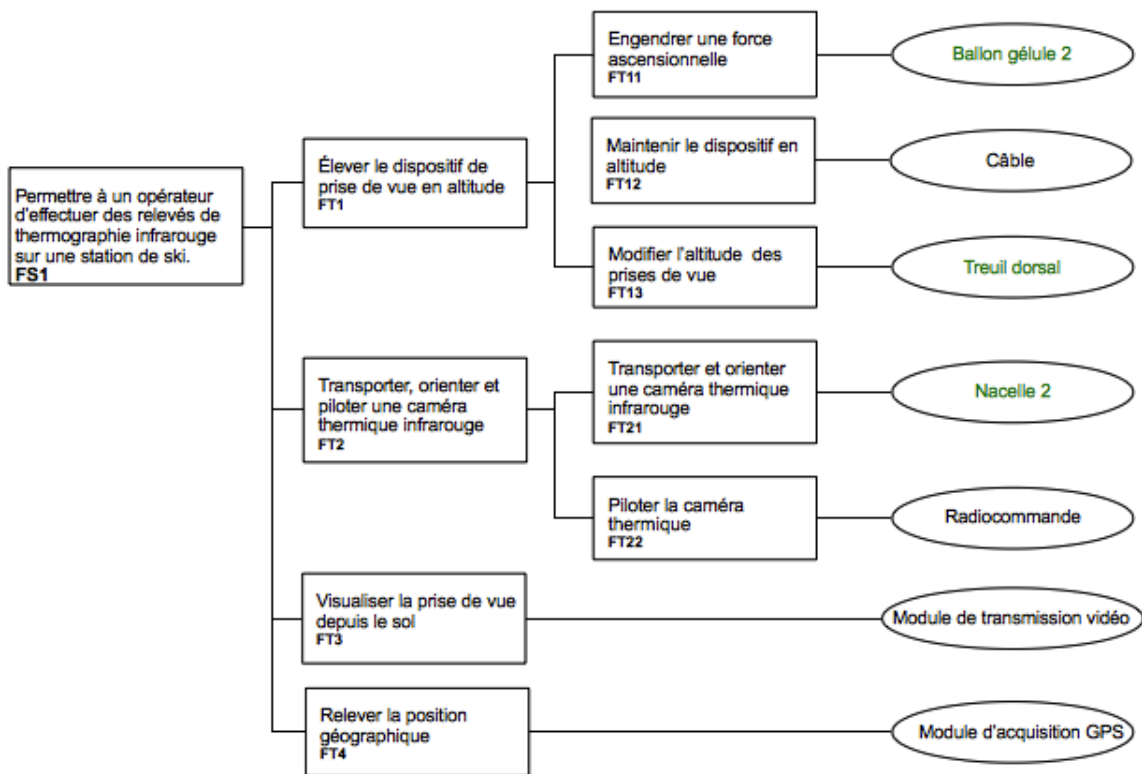 Permettre à un opérateur
d'effectuer des relevés de
thermographie infrarouge
sur une station de ski.
FS1
Élever le dispositif de
prise de vue en altitude
FT1
Engendrer une force
ascensionnelle
FT11
Ballon gélule 2
Maintenir le dispositif en
altitude
FT12
Câble
Modifier l'altitude des
prises de vue
FT13
Treuil dorsal
Transporter, orienter et
piloter une caméra
thermique infrarouge
FT2
Transporter et orienter
une caméra thermique
infrarouge
FT21
Nacelle 2
Piloter la caméra
thermique
FT22
Radiocommande
Visualiser la prise de vue
depuis le sol
FT3
Module de transmission vidéo
Relever la position
géographique
FT4
Module d'acquisition GPS